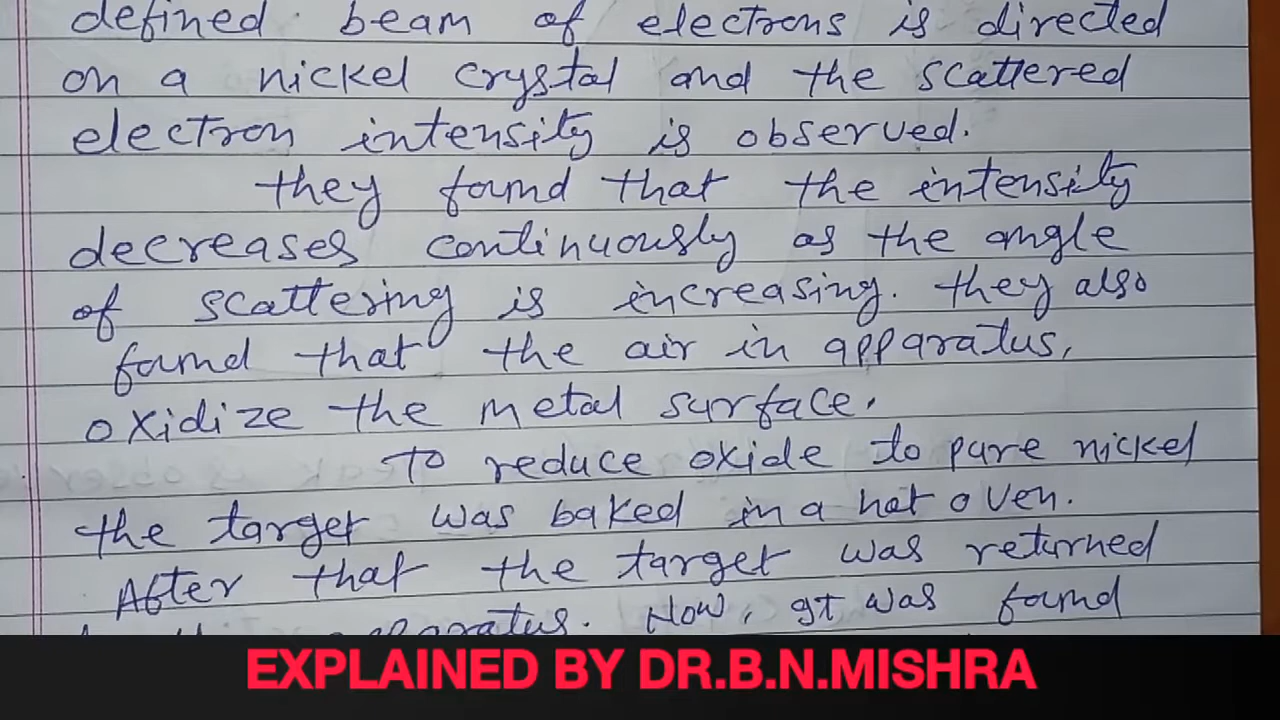 defined beam of electrons is directed
on a nickel crystal and the scattered
electron intensity is observed.
they found that the intensity
decreases continuously as the angle
of scattering is increasing. they also
found that the air in apparatus,
oxidize the metal surface.
To reduce oxide to pure nickel
the target was baked in a hot oven.
After that the target was returned
apparatus. Now, It was found
EXPLAINED BY DR.B.N.MISHRA